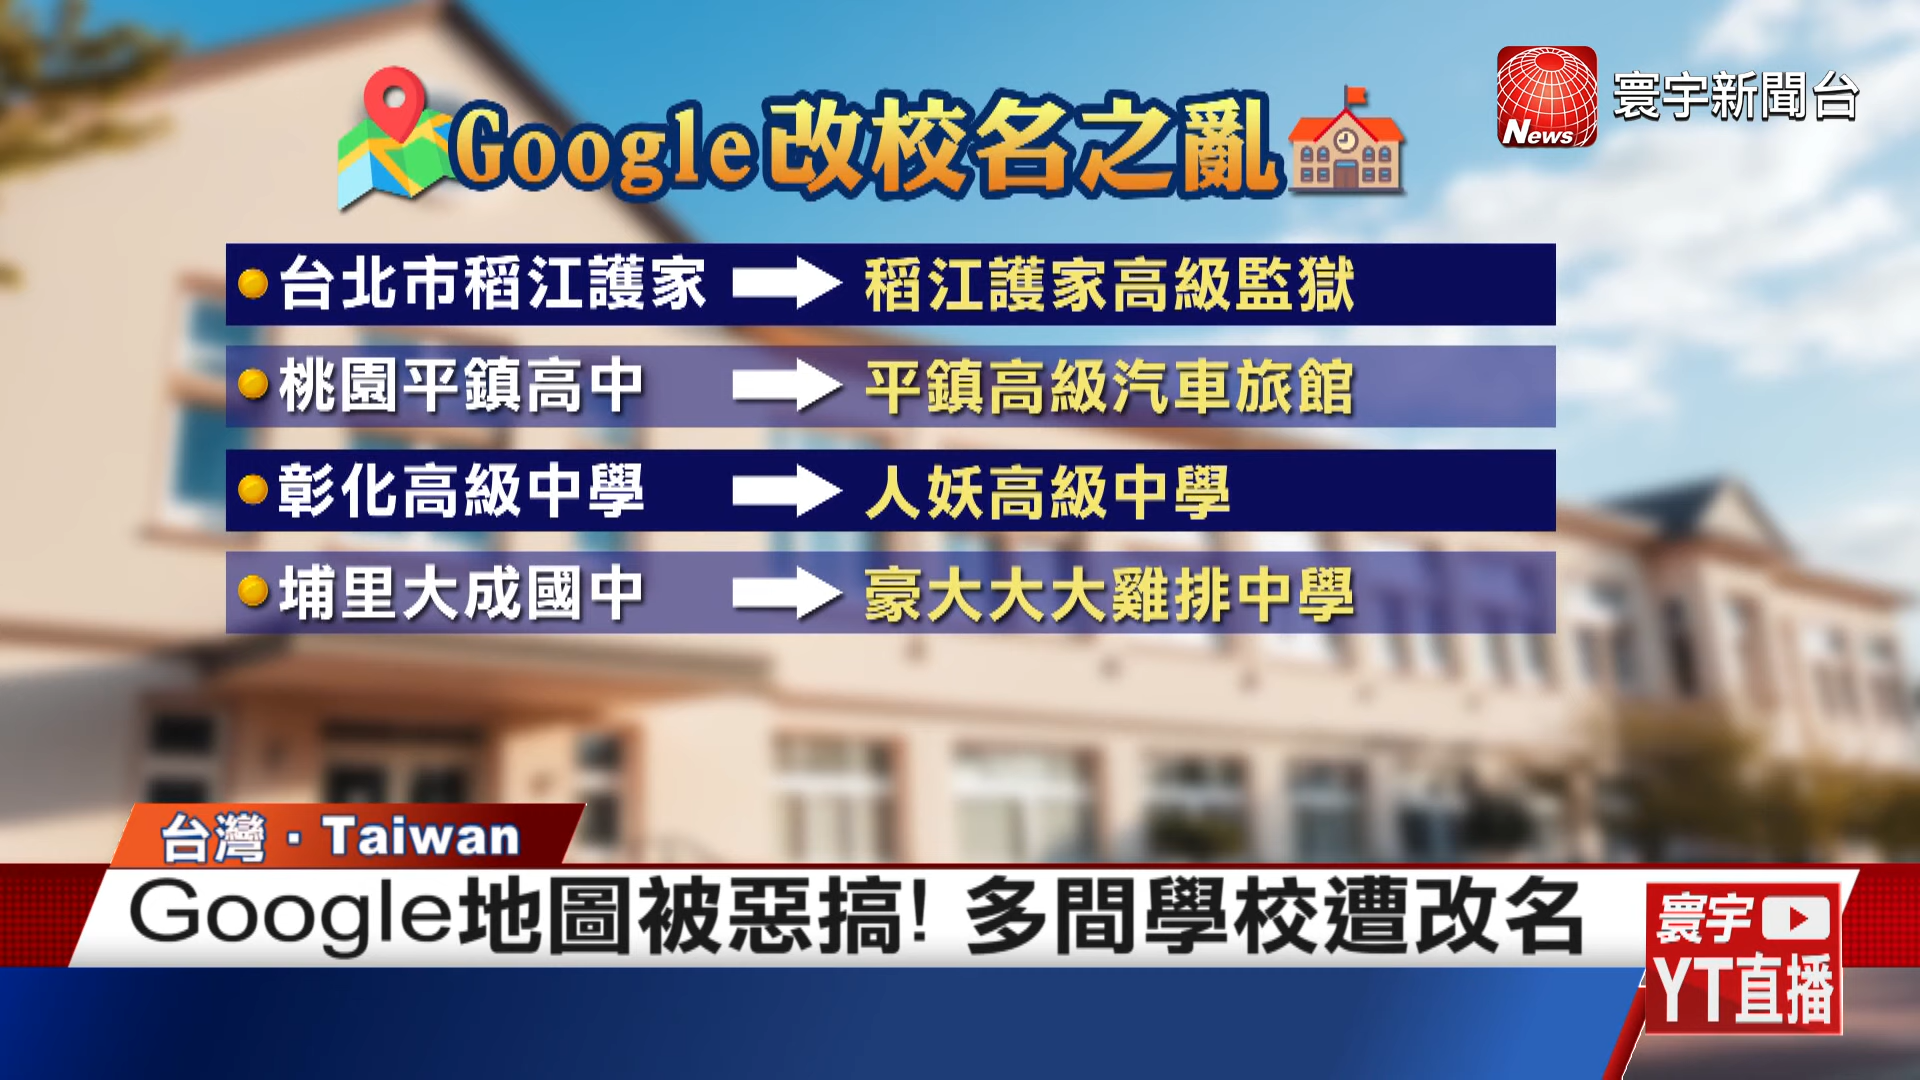 Google改校名之亂
News 寰宇新聞台
台北市稻江護家 稻江護家高級監獄
桃園平鎮高中 平鎮高級汽車旅館
彰化高級中學 人妖高級中學
埔里大成國中 豪大大大雞排中學
台灣·Taiwan
Google地圖被惡搞! 多間學校遭改名
寰宇
YT直播